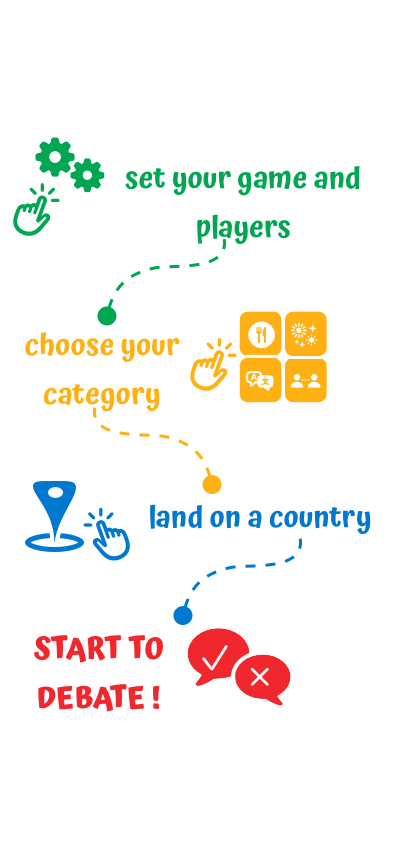 set your game and
players
choose your
category
land on a country
START TO
DEBATE !